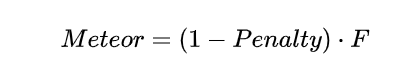 Meteor = (1 − Penalty) · F